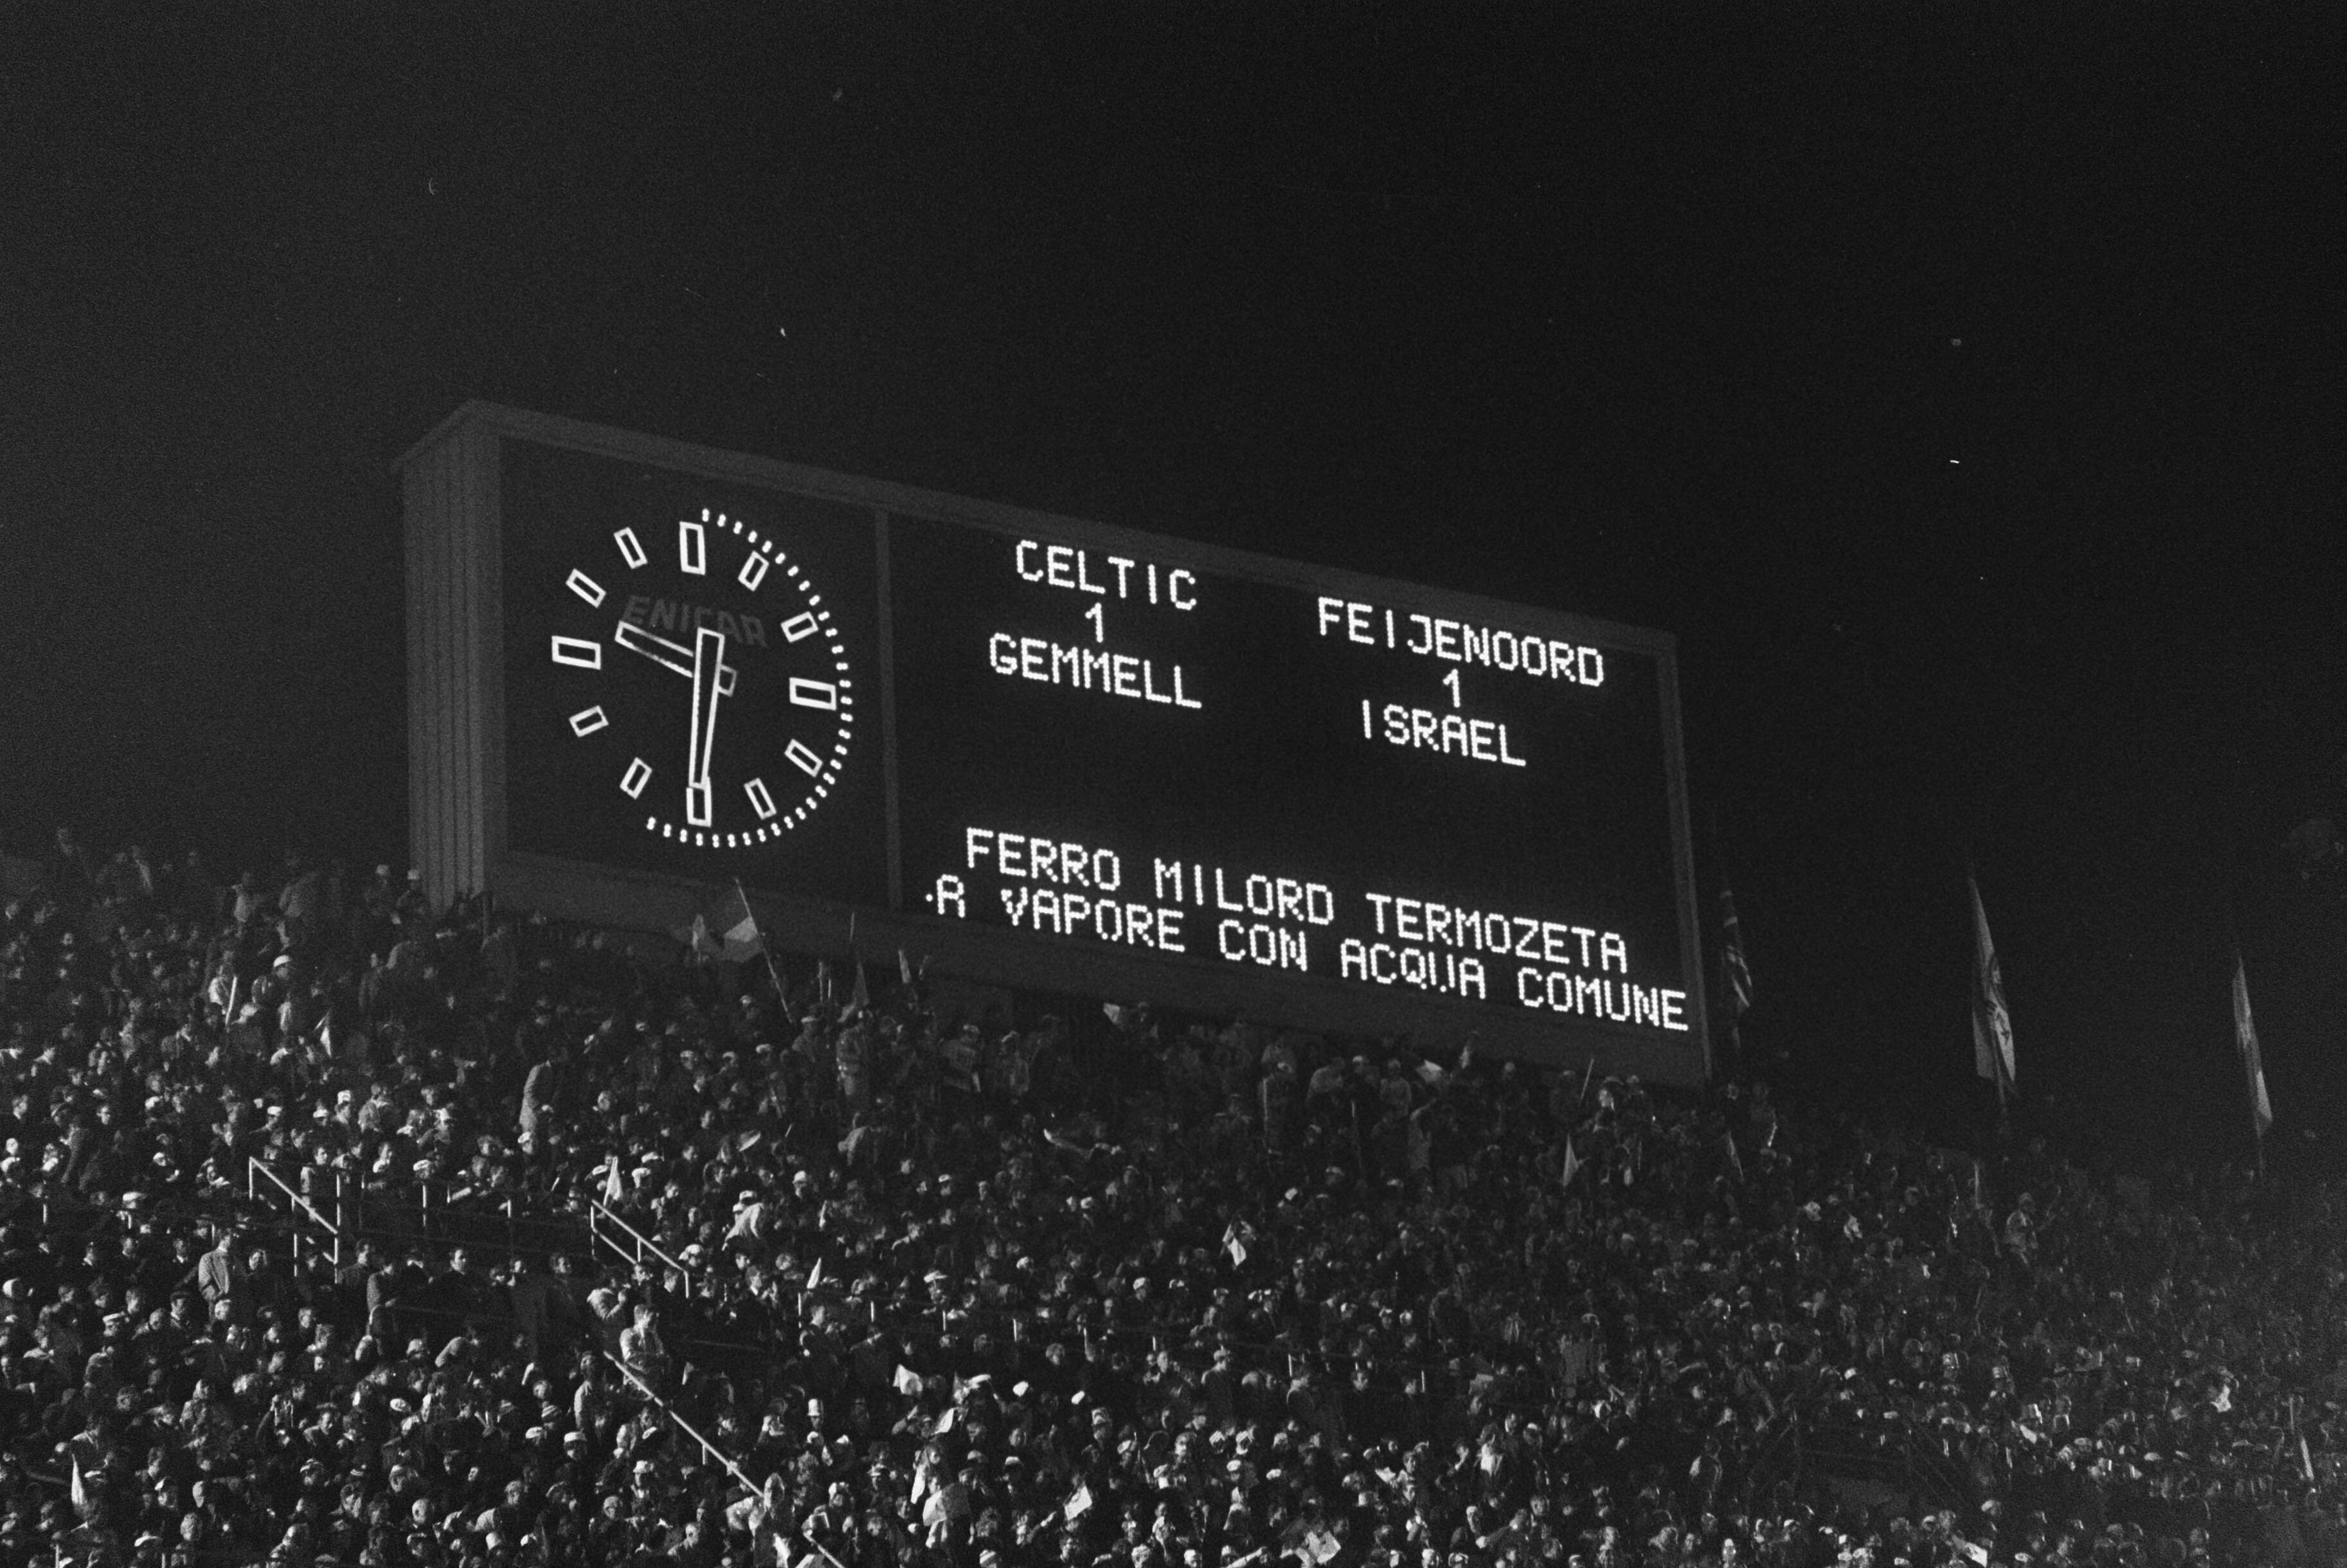 ENICAR
CELTIC
1
GEMMELL
FEIJENOORD
1
ISRAEL
FERRO MILORD TERMOZETA
A VAPORE CON ACQUA COMUNE